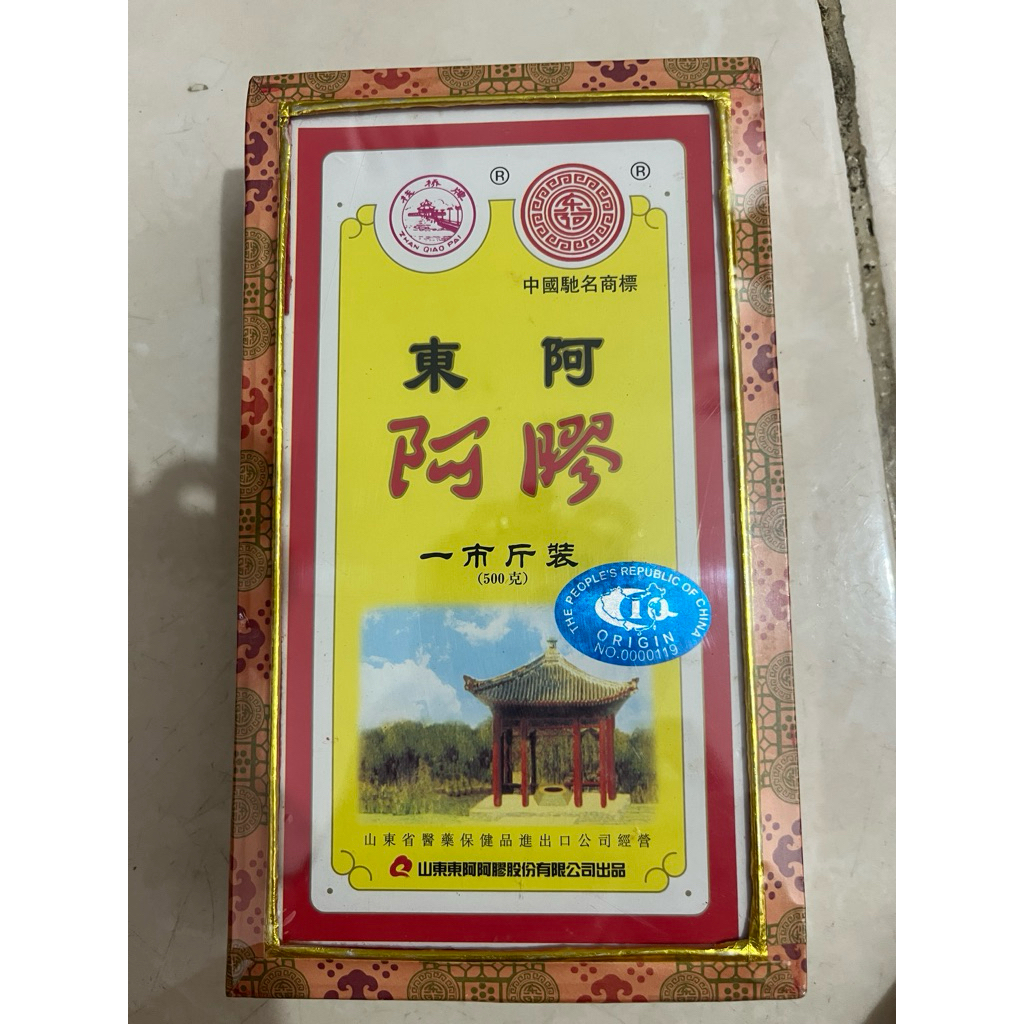 栈桥牌 ®
ZHAN QIAO PAI
®
中國馳名商標
東阿
阿膠
一市斤裝
(500克)
THE PEOPLE'S REPUBLIC OF CHINA
CIQ
ORIGIN
NO.0000119
山東省醫藥保健品進出口公司經營
山東東阿阿膠股份有限公司出品